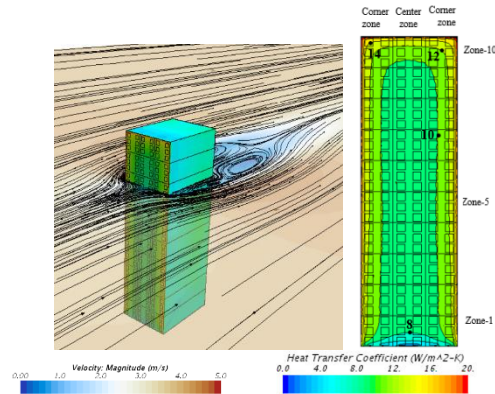 Corner Center Corner
zone zone zone
14
12
Zone-10
10
Zone-5
Zone-1
8
Velocity: Magnitude (m/s)
0.00 1.0 2.0 3.0 4.0 5.0
Heat Transfer Coefficient (W/m^2-K)
0.0 4.0 8.0 12. 16. 20.